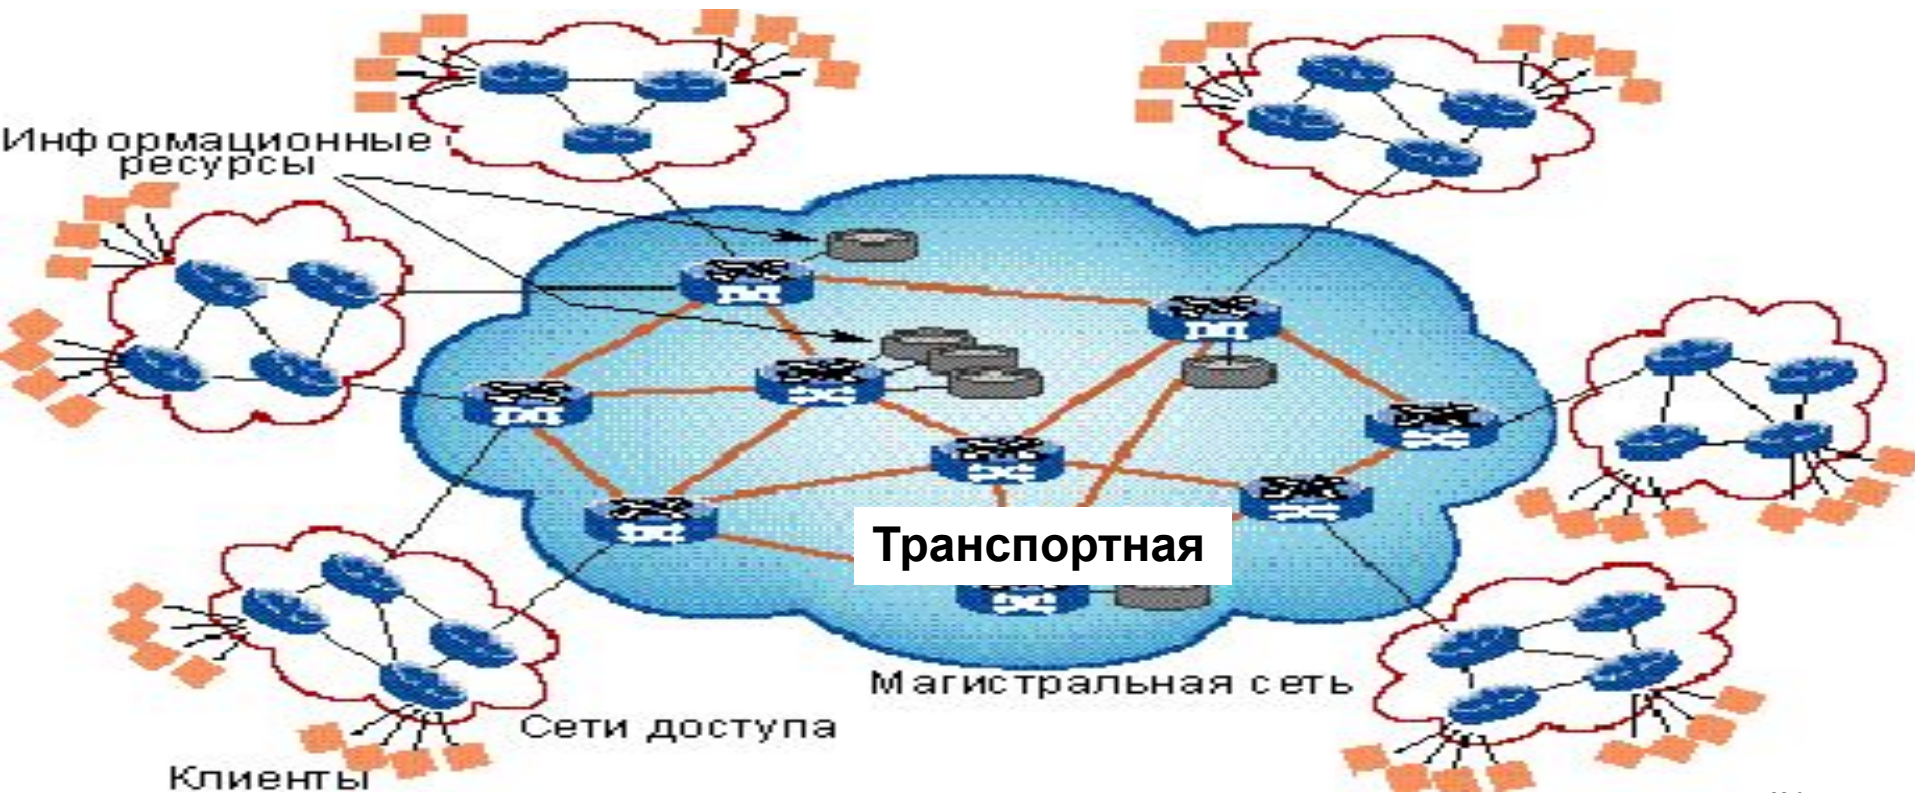 Информационные
ресурсы
Транспортная
Магистральная сеть
Сети доступа
Клиенты